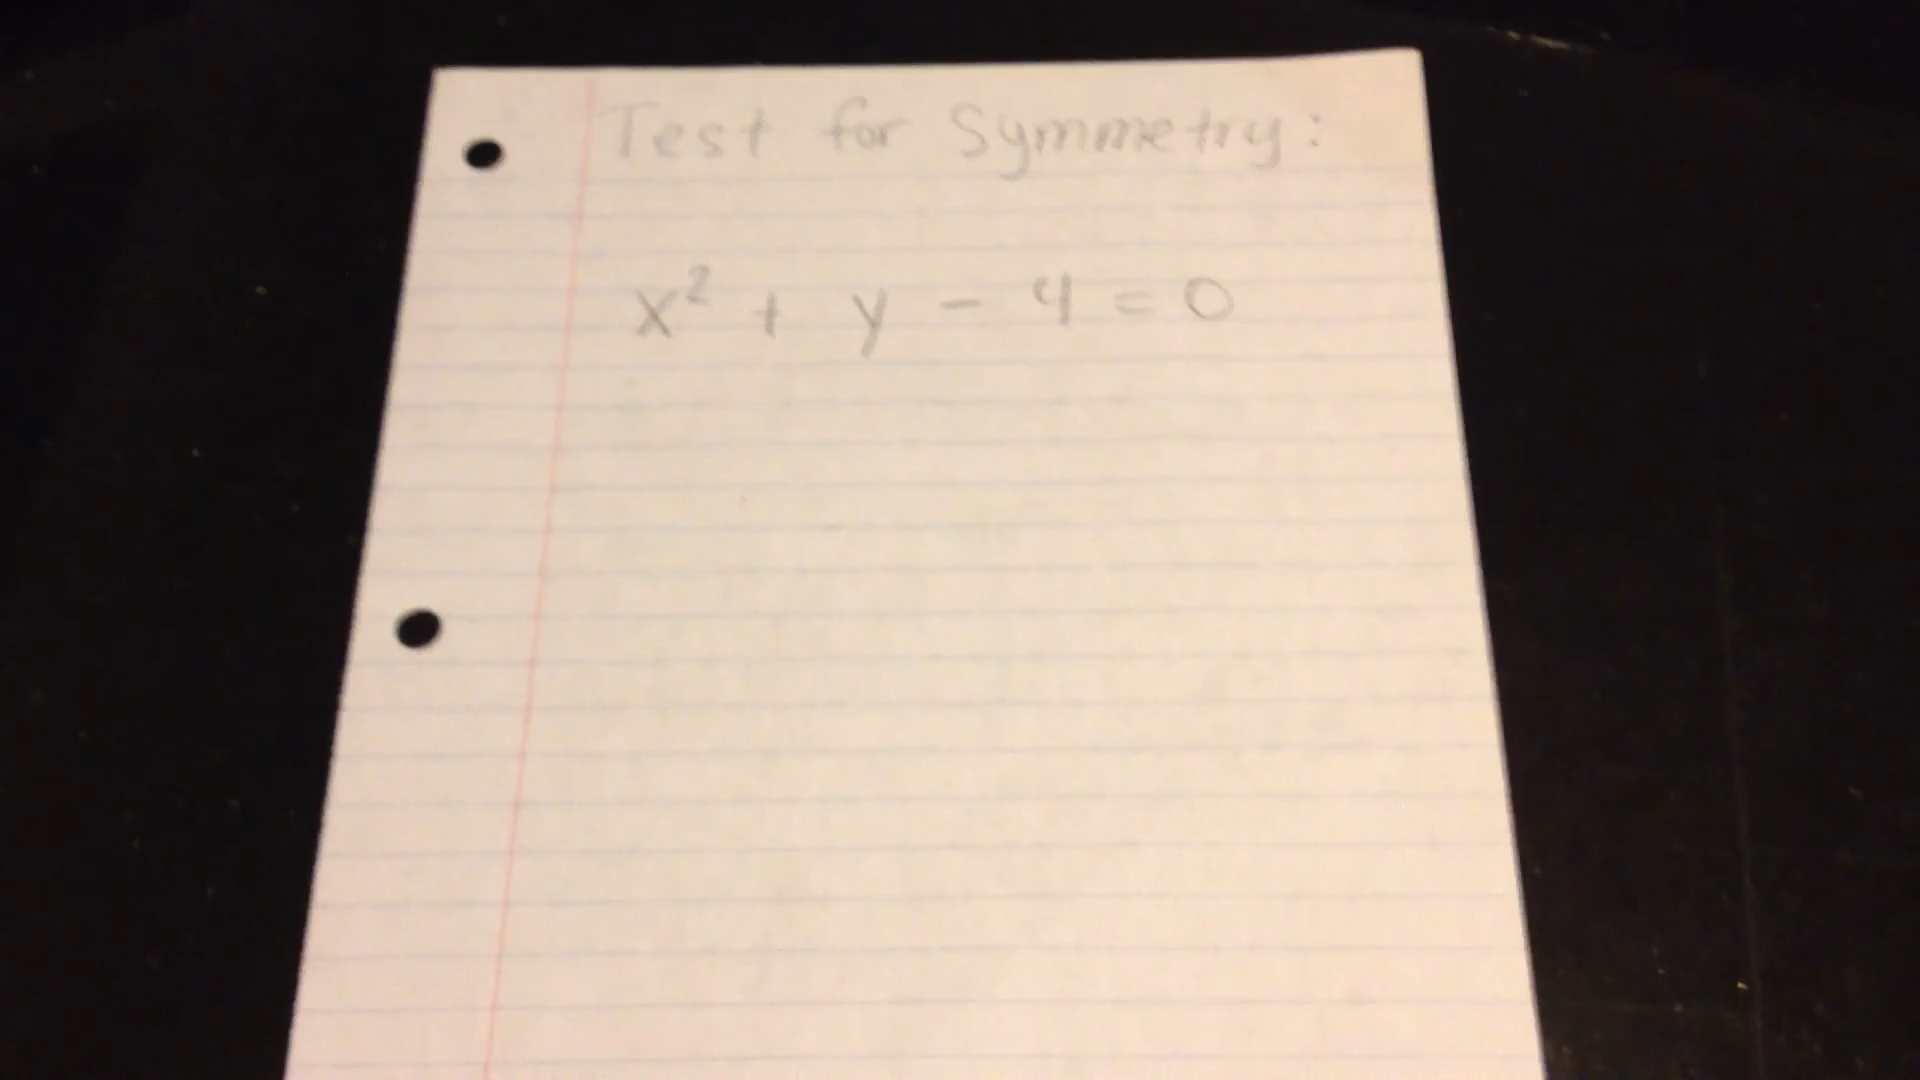 Test for Symmetry:
x² + y - 4 = 0